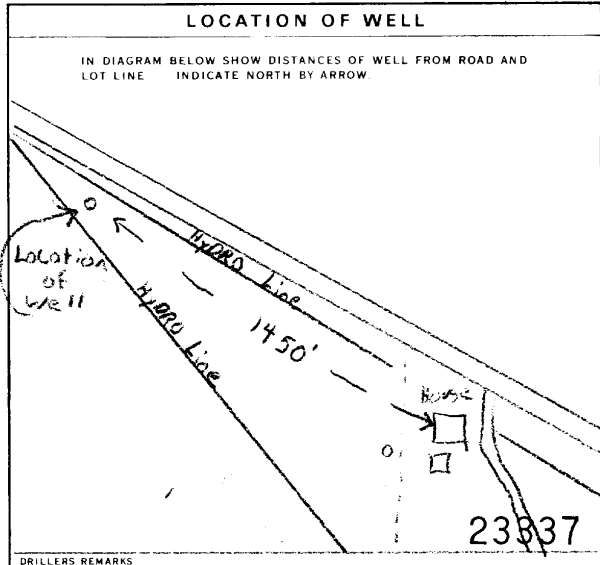 LOCATION OF WELL
IN DIAGRAM BELOW SHOW DISTANCES OF WELL FROM ROAD AND
LOT LINE INDICATE NORTH BY ARROW.
HYDRO Line
Location
of
Well
HYDRO Line
1450'
House
23337
DRILLERS REMARKS